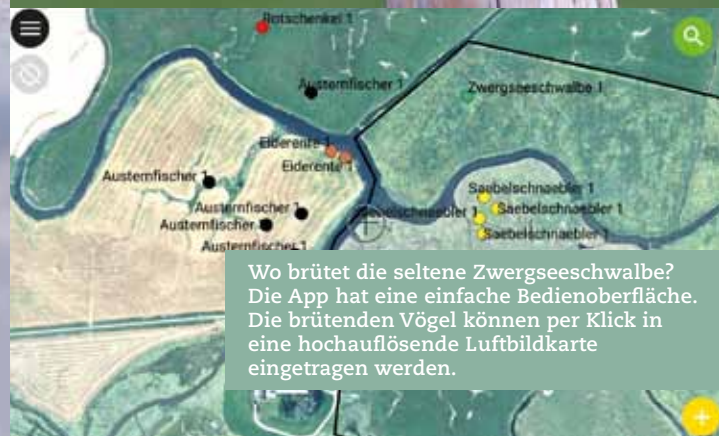 Rotschenkel 1
Austernfischer 1
Zwergseeschwalbe 1
Eiderente 1
Eiderente 1
Austernfischer 1
Saebelschnaebler 1
Austernfischer 1
Saebelschnaebler 1
Saebelschnaebler 1
Austernfischer
Saebelschnaebler 1
Austernfischer 1
Wo brütet die seltene Zwergseeschwalbe?
Die App hat eine einfache Bedienoberfläche.
Die brütenden Vögel können per Klick in
eine hochauflösende Luftbildkarte
eingetragen werden.